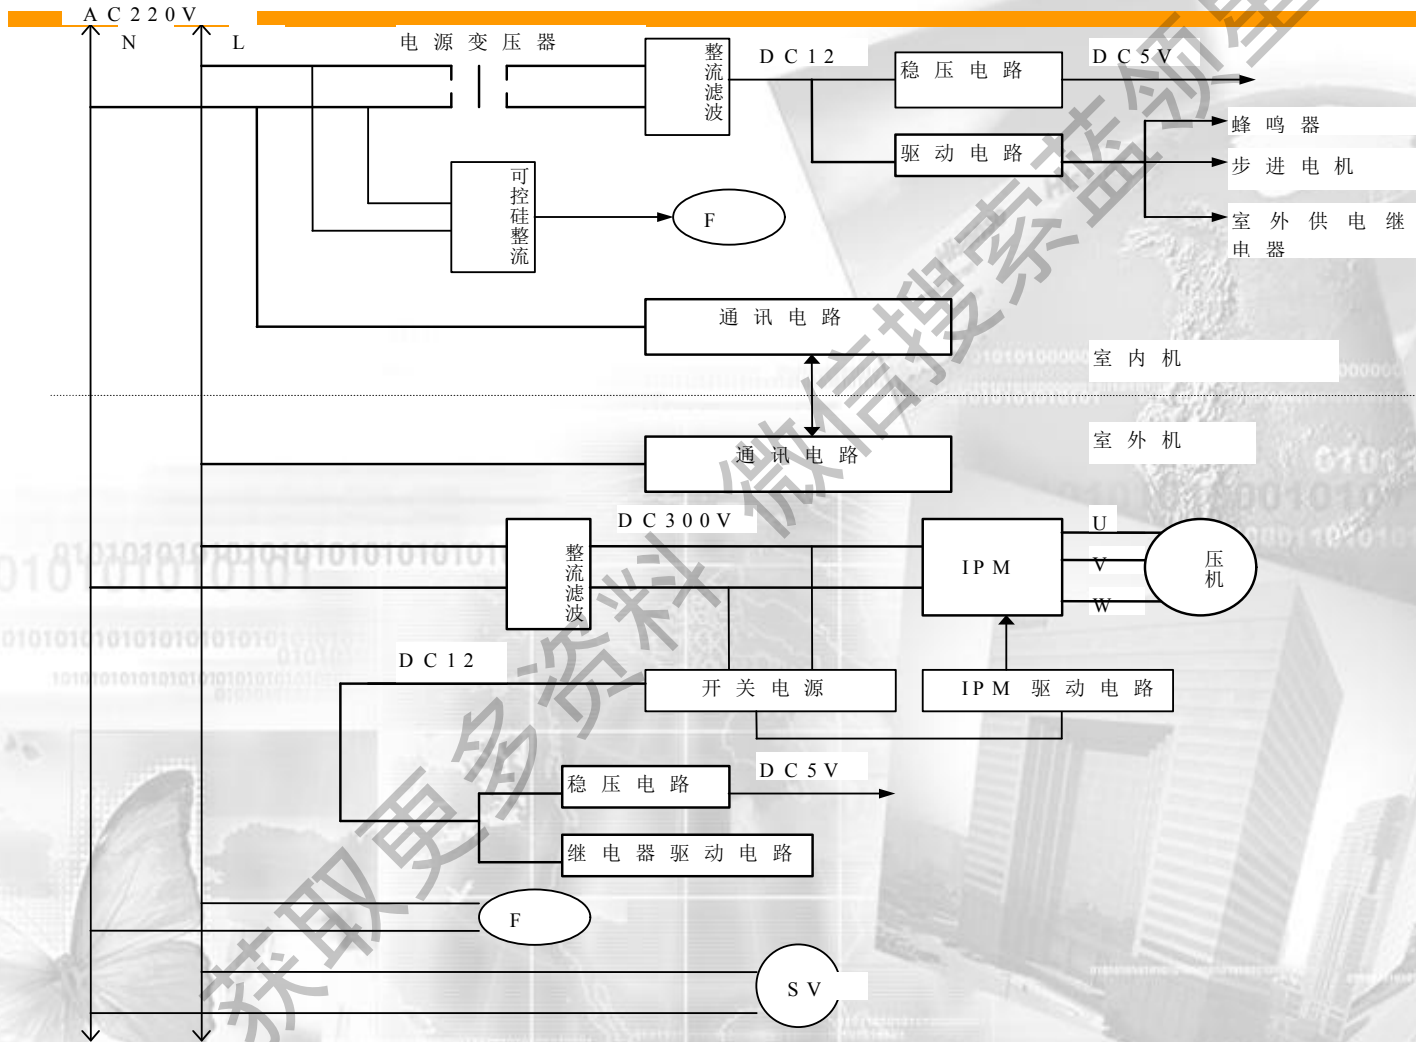 AC220V
N
L
电源变压器
整流滤波
DC12
稳压电路
DC5V
驱动电路
蜂鸣器
步进电机
室外供电继
电器
可控硅整流
F
通讯电路
室内机
通讯电路
室外机
DC300V
整流滤波
IPM
U
V
W
压机
DC12
开关电源
IPM 驱动电路
稳压电路
DC5V
继电器驱动电路
F
SV
获取更多资料 微信搜索蓝领星